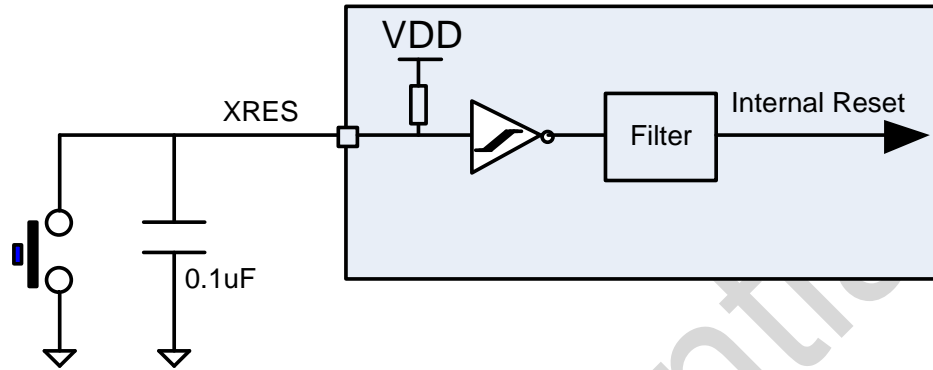 VDD
XRES
Internal Reset
Filter
0.1uF